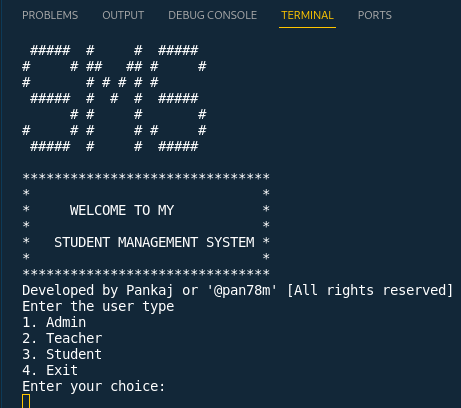 PROBLEMS OUTPUT DEBUG CONSOLE TERMINAL PORTS
 #####  #     #  #####
#     # ##   ## #     #
#       # # # # #
 #####  #  #  #  #####
      # #     #       #
#     # #     # #     #
 #####  #     #  #####
*******************************
*                             *
*     WELCOME TO MY           *
*                             *
*   STUDENT MANAGEMENT SYSTEM *
*                             *
*******************************
Developed by Pankaj or '@pan78m' [All rights reserved]
Enter the user type
1. Admin
2. Teacher
3. Student
4. Exit
Enter your choice: